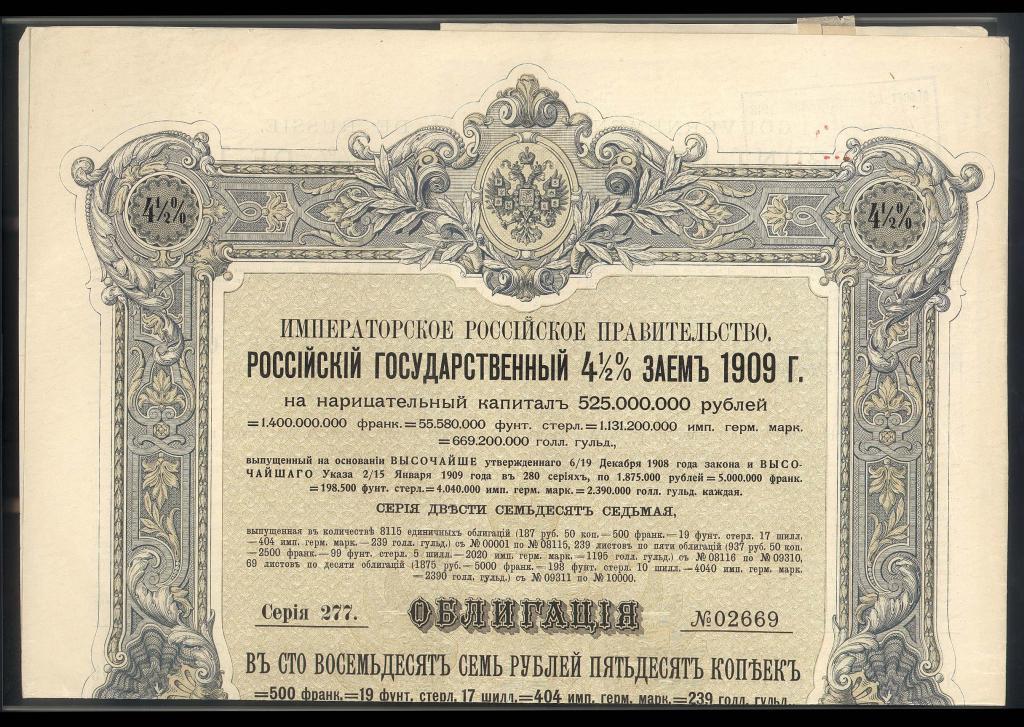 4½%
4½%
ИМПЕРАТОРСКОЕ РОССІЙСКОЕ ПРАВИТЕЛЬСТВО.
РОССІЙСКІЙ ГОСУДАРСТВЕННЫЙ 4½% ЗАЕМЪ 1909 Г.
на нарицательный капиталъ 525.000.000 рублей
=1.400.000.000 франк.=55.580.000 фунт. стерл.=1.131.200.000 имп. герм. марк.
=669.200.000 голл. гульд.,
выпущенный на основаніи ВЫСОЧАЙШЕ утвержденнаго 6/19 Декабря 1908 года закона и ВЫСО-
ЧАЙШАГО Указа 2/15 Января 1909 года въ 280 серіяхъ, по 1.875.000 рублей=5.000.000 франк.
=198.500 фунт. стерл.=4.040.000 имп. герм. марк.=2.390.000 голл. гульд. каждая.
СЕРІЯ ДВѢСТИ СЕМЬДЕСЯТЪ СЕДЬМАЯ,
выпущенная въ количествѣ 8115 единичныхъ облигацій (187 руб. 50 коп.—500 франк.—19 фунт. стерл. 17 шилл.
—404 имп. герм. марк.—239 голл. гульд.) съ №00001 по №08115, 239 листовъ по пяти облигацій (937 руб. 50 коп.
—2500 франк.—99 фунт. стерл. 5 шилл.—2020 имп. герм. марк.—1195 голл. гульд.) съ №08116 по №09310,
69 листовъ по десяти облигацій (1875 руб.—5000 франк.—198 фунт. стерл. 10 шилл.—4040 имп. герм. марк.
—2390 голл. гульд.) съ №09311 по №10000.
Серія 277. ОБЛИГАЦІЯ №02669
ВЪ СТО ВОСЕМЬДЕСЯТЪ СЕМЬ РУБЛЕЙ ПЯТЬДЕСЯТЪ КОПѢЕКЪ
=500 франк.=19 фунт. стерл. 17 шилл.=404 имп. герм. марк.=239 голл. гульд.